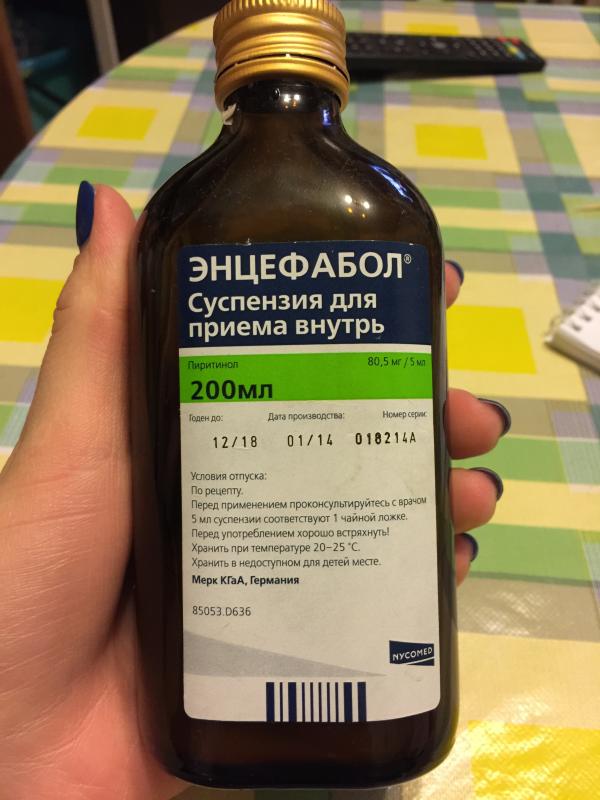 ЭНЦЕФАБОЛ®
Суспензия для
приема внутрь
Пиритинол 80,5 мг / 5 мл
200мл
Годен до: Дата производства: Номер серии:
12/18 01/14 018214A
Условия отпуска:
По рецепту.
Перед применением проконсультируйтесь с врачом
5 мл суспензии соответствуют 1 чайной ложке.
Перед употреблением хорошо встряхнуть!
Хранить при температуре 20–25 °C.
Хранить в недоступном для детей месте.
Мерк КГаА, Германия
85053.D636
NYCOMED